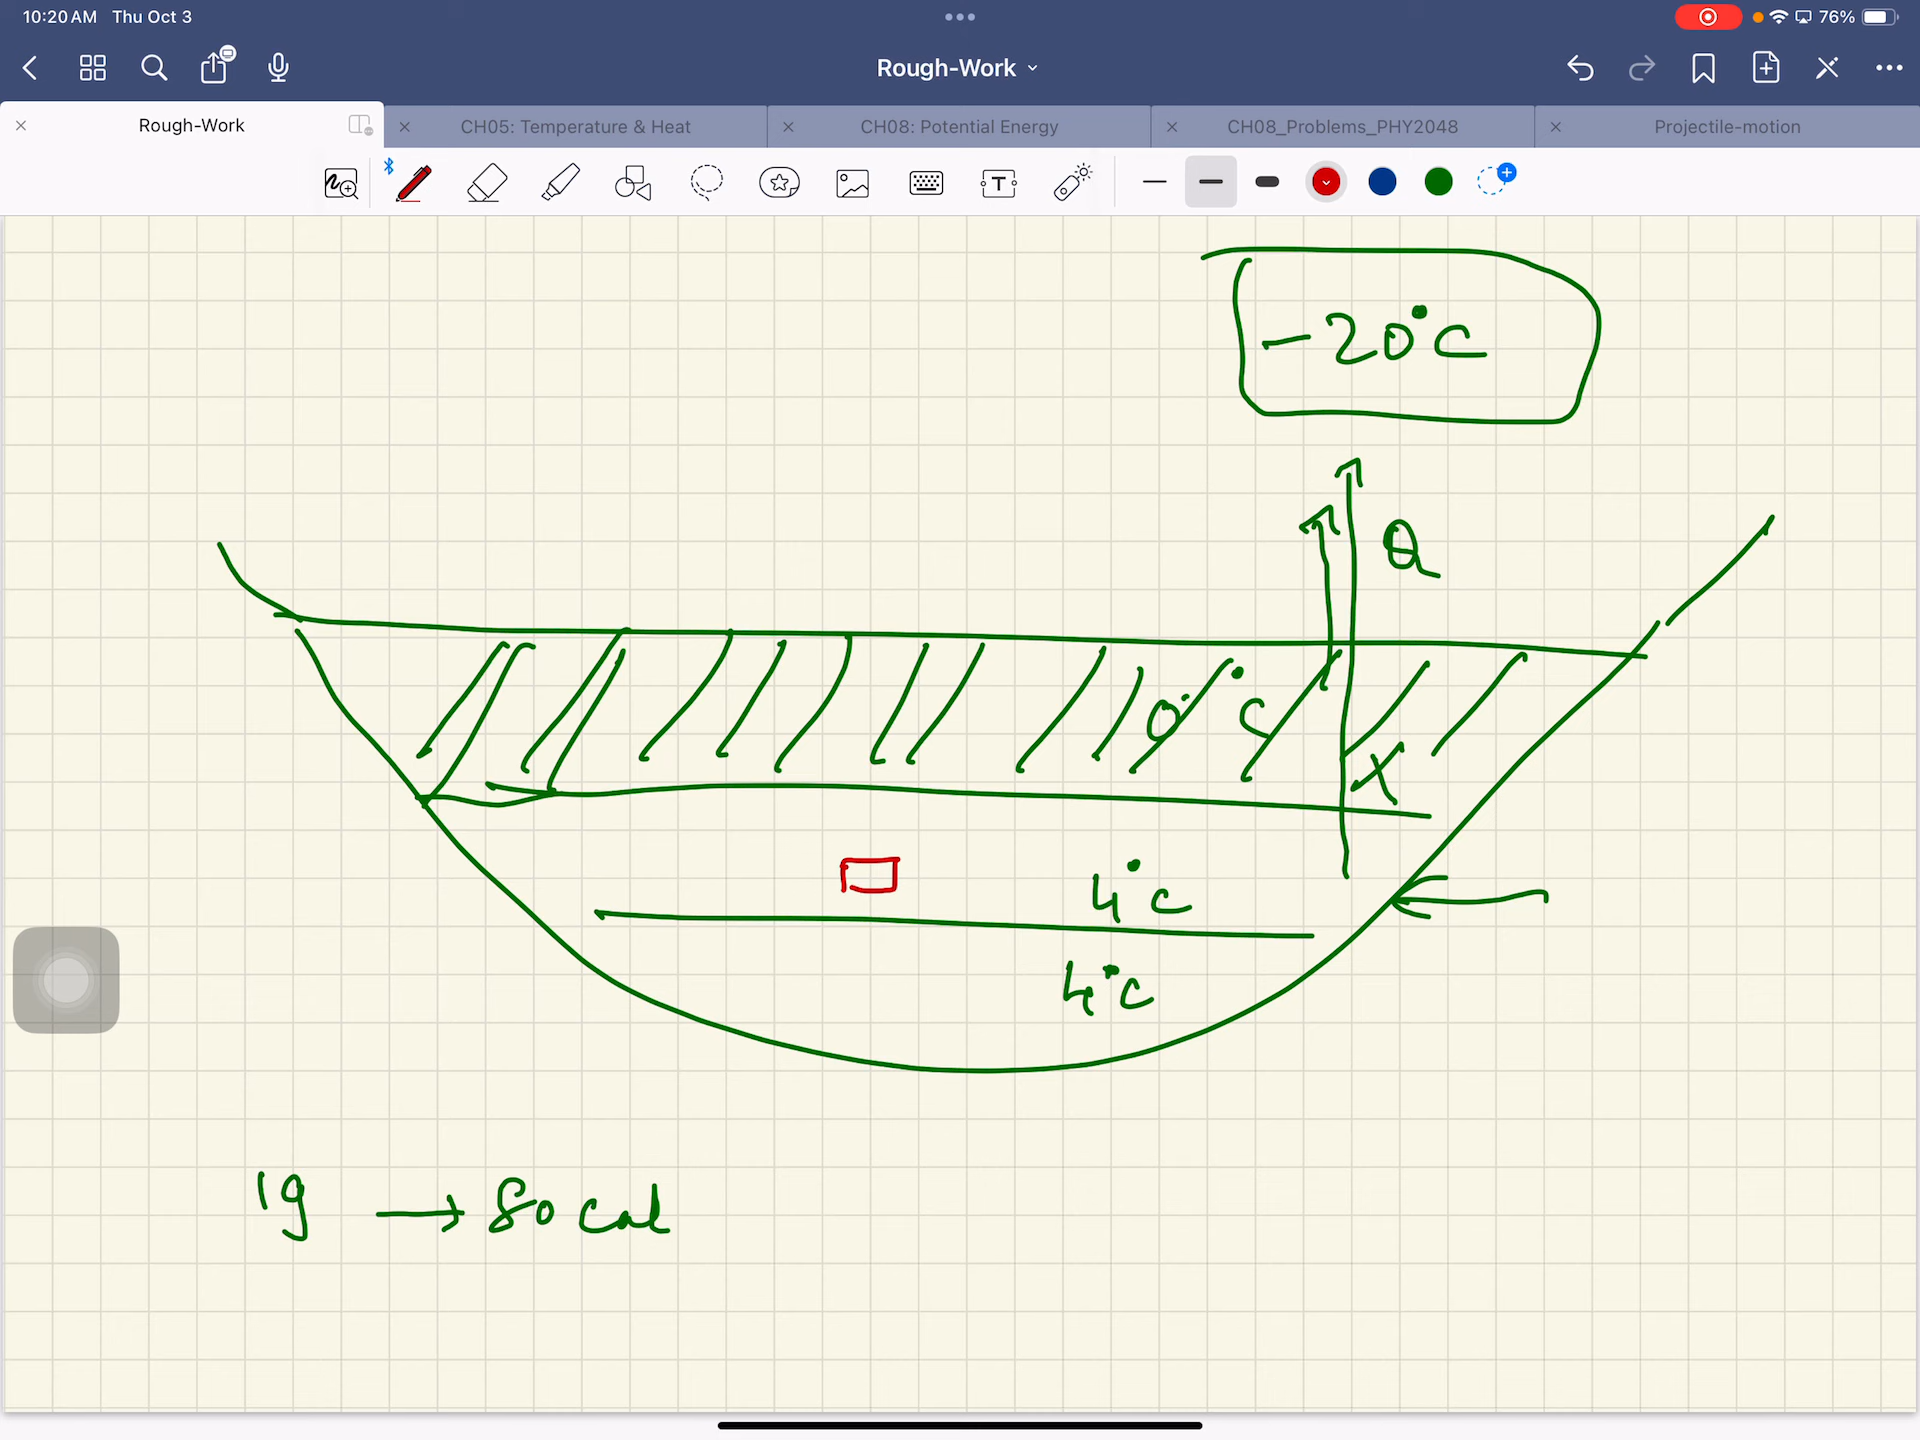 10:20 AM Thu Oct 3
76%
Rough-Work
Rough-Work
CH05: Temperature & Heat
CH08: Potential Energy
CH08_Problems_PHY2048
Projectile-motion
T
-20°C
Q
0°C
X
4°C
4°C
1g → 80 cal